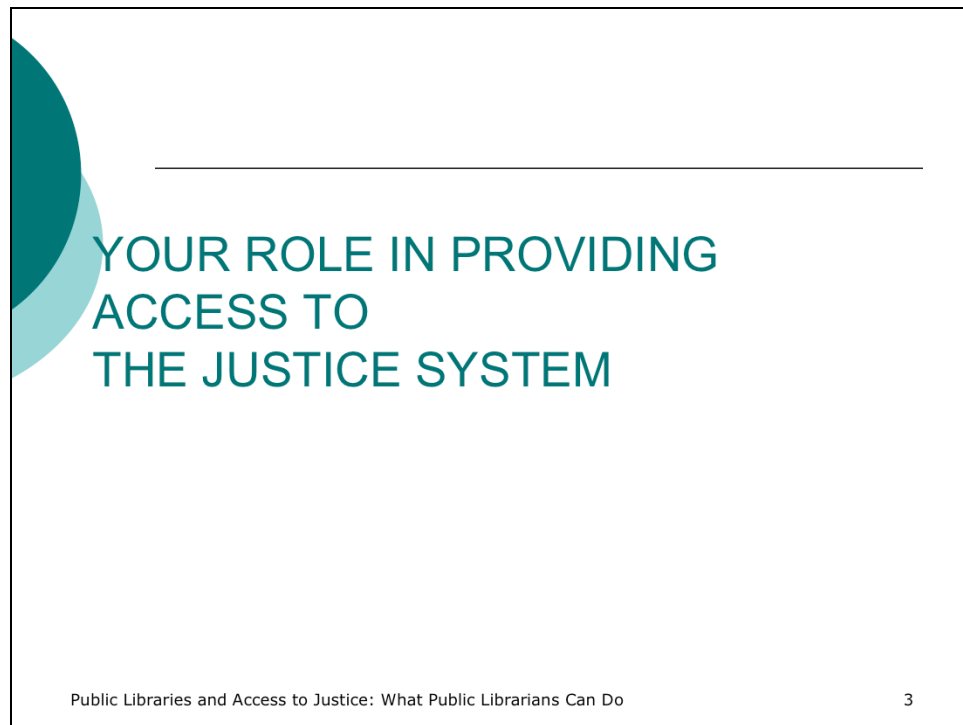 YOUR ROLE IN PROVIDING
ACCESS TO
THE JUSTICE SYSTEM
Public Libraries and Access to Justice: What Public Librarians Can Do 3